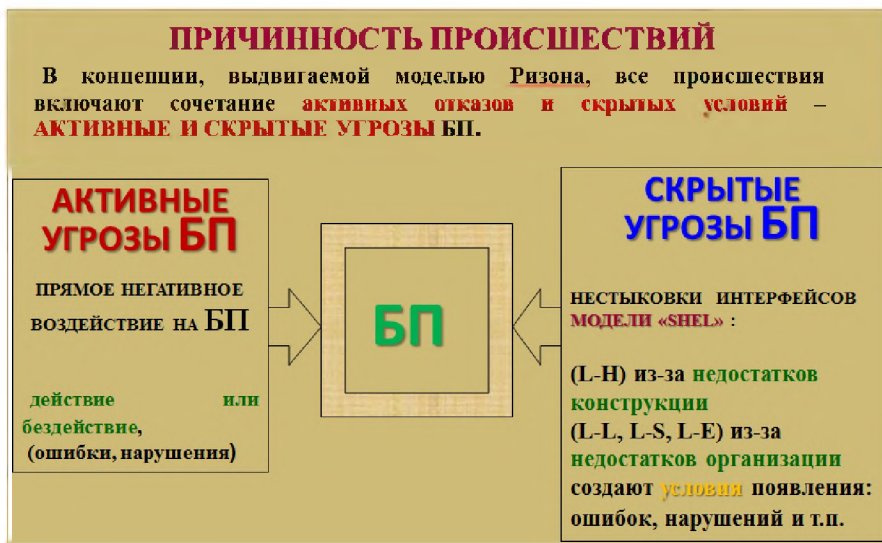 ПРИЧИННОСТЬ ПРОИСШЕСТВИЙ
В концепции, выдвигаемой моделью Ризона, все происшествия
включают сочетание активных отказов и скрытых условий –
АКТИВНЫЕ И СКРЫТЫЕ УГРОЗЫ БП.
АКТИВНЫЕ
УГРОЗЫ БП
ПРЯМОЕ НЕГАТИВНОЕ
ВОЗДЕЙСТВИЕ НА БП
действие или
бездействие,
(ошибки, нарушения)
БП
СКРЫТЫЕ
УГРОЗЫ БП
НЕСТЫКОВКИ ИНТЕРФЕЙСОВ
МОДЕЛИ «SHEL» :
(L-H) из-за недостатков
конструкции
(L-L, L-S, L-E) из-за
недостатков организации
создают условия появления:
ошибок, нарушений и т.п.